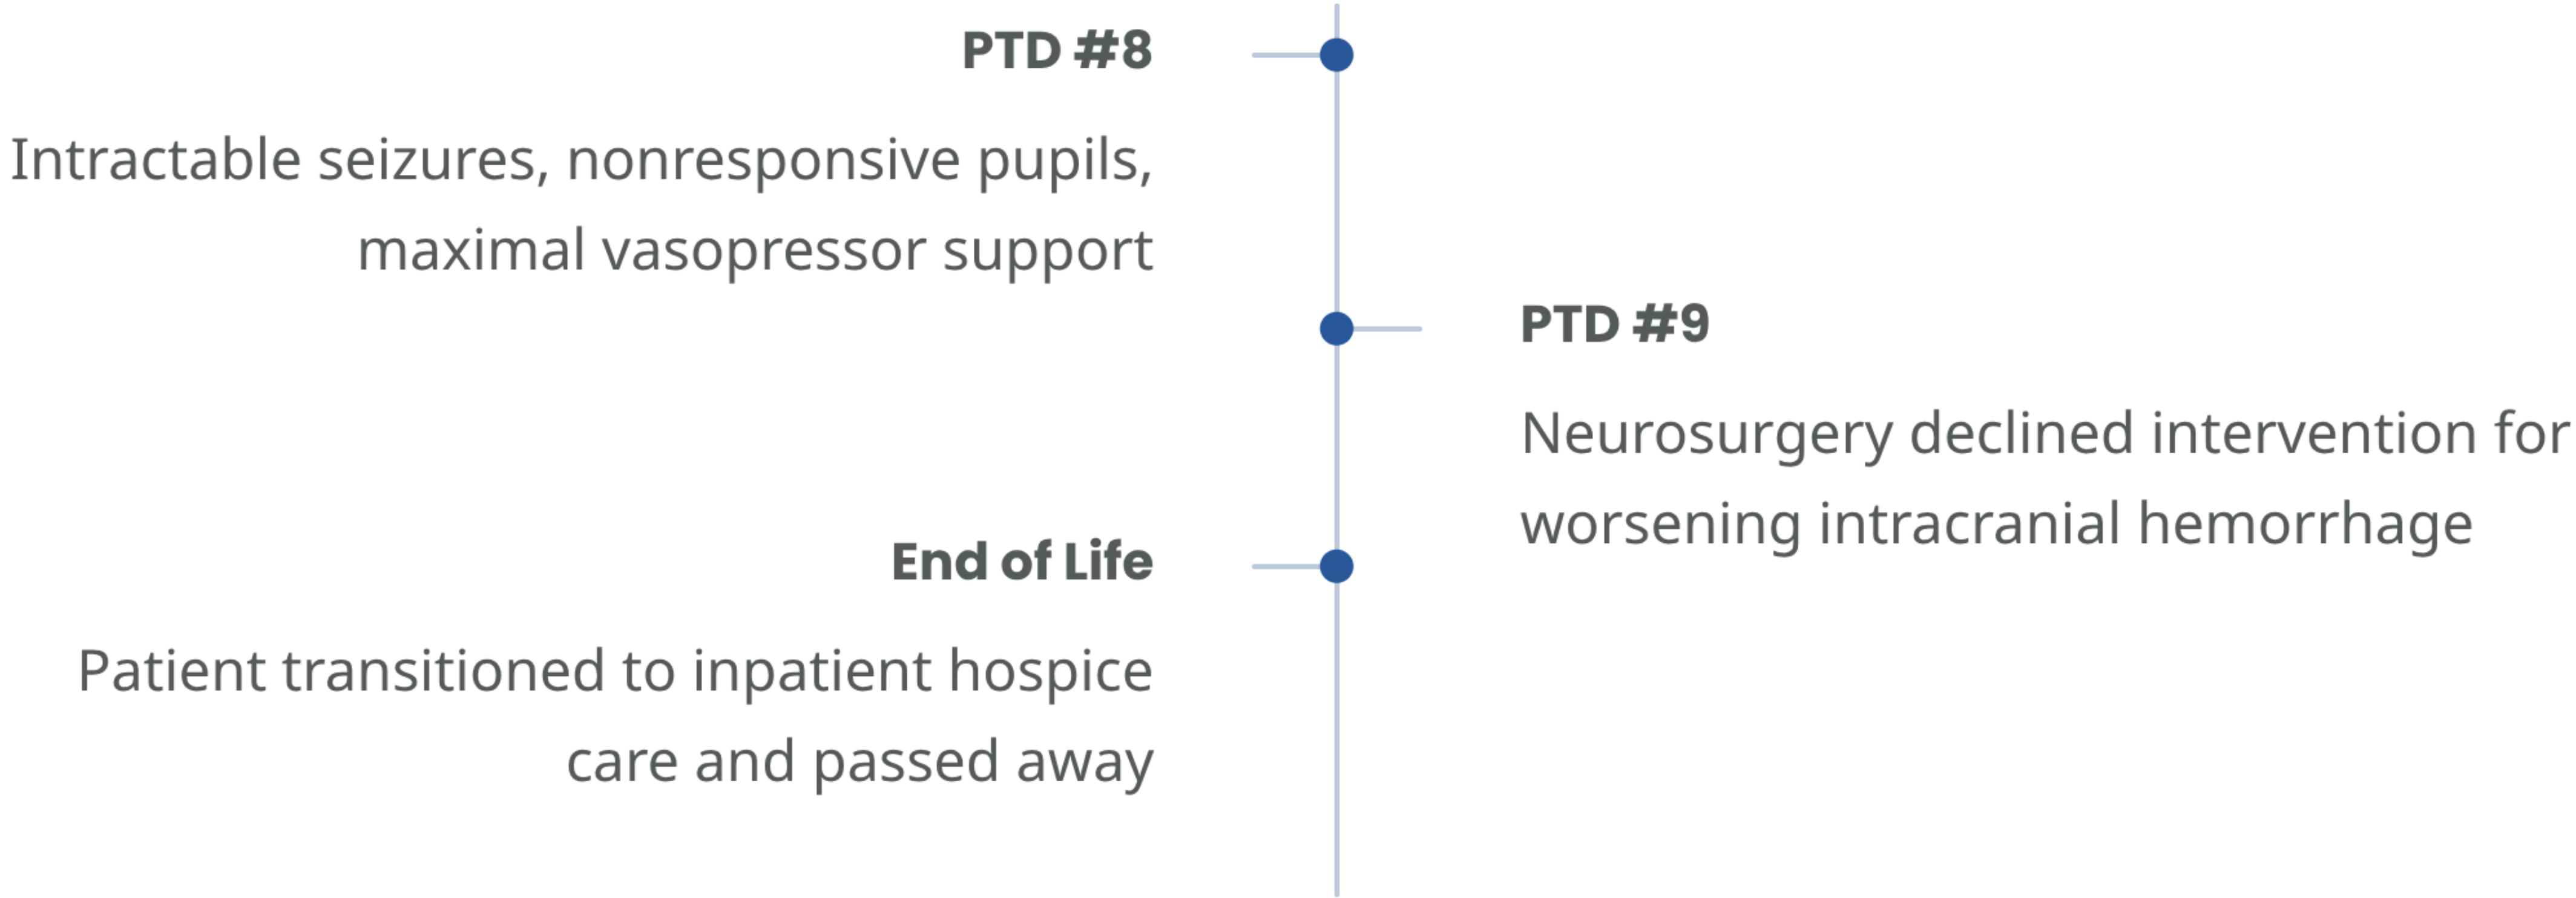 PTD #8
Intractable seizures, nonresponsive pupils,
maximal vasopressor support
PTD #9
Neurosurgery declined intervention for
worsening intracranial hemorrhage
End of Life
Patient transitioned to inpatient hospice
care and passed away